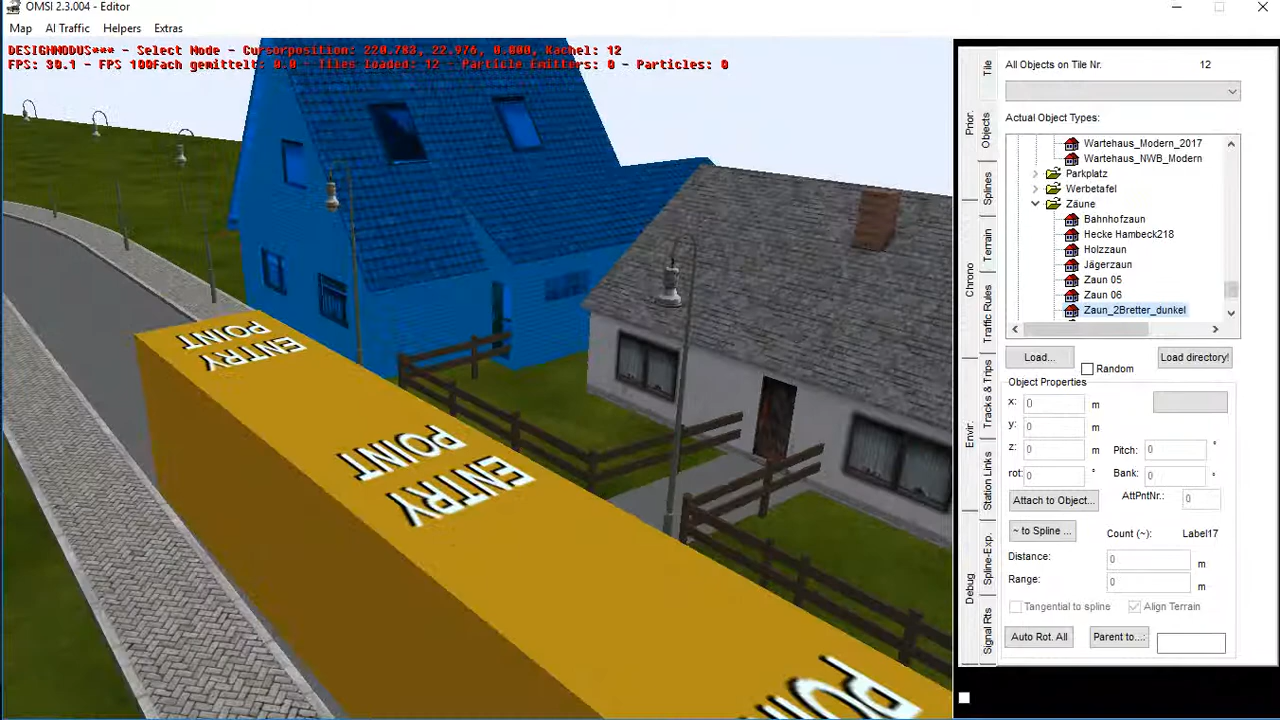 OMSI 2.3.004 - Editor
Map AI Traffic Helpers Extras
DESIGNMODUS*** - Select Mode - Cursorposition: 220.783, 22.976, 0.000, Kachel: 12
FPS: 30.1 - FPS 100Fach gemittelt: 0.0 - Tiles Loaded: 12 - Particle Emitters: 0 - Particles: 0
ENTRY
POINT
ENTRY
POINT
POIN
Tile
Objects
Splines
Terrain
Traffic Rules
Tracks & Trips
Station Links
Spline-Exp.
Signal Rts
Prior.
Chrono
Envir.
Debug
All Objects on Tile Nr. 12
Actual Object Types:
Wartehaus_Modern_2017
Wartehaus_NWB_Modern
Parkplatz
Werbetafel
Zäune
Bahnhofzaun
Hecke Hambeck218
Holzzaun
Jägerzaun
Zaun 05
Zaun 06
Zaun_2Bretter_dunkel
Load... Random Load directory!
Object Properties
x: 0 m
y: 0 m
z: 0 m Pitch: 0 °
rot: 0 ° Bank: 0 °
Attach to Object... AttPntNr.: 0
~ to Spline ... Count (~): Label17
Distance: 0 m
Range: 0 m
Tangential to spline Align Terrain
Auto Rot. All Parent to...: